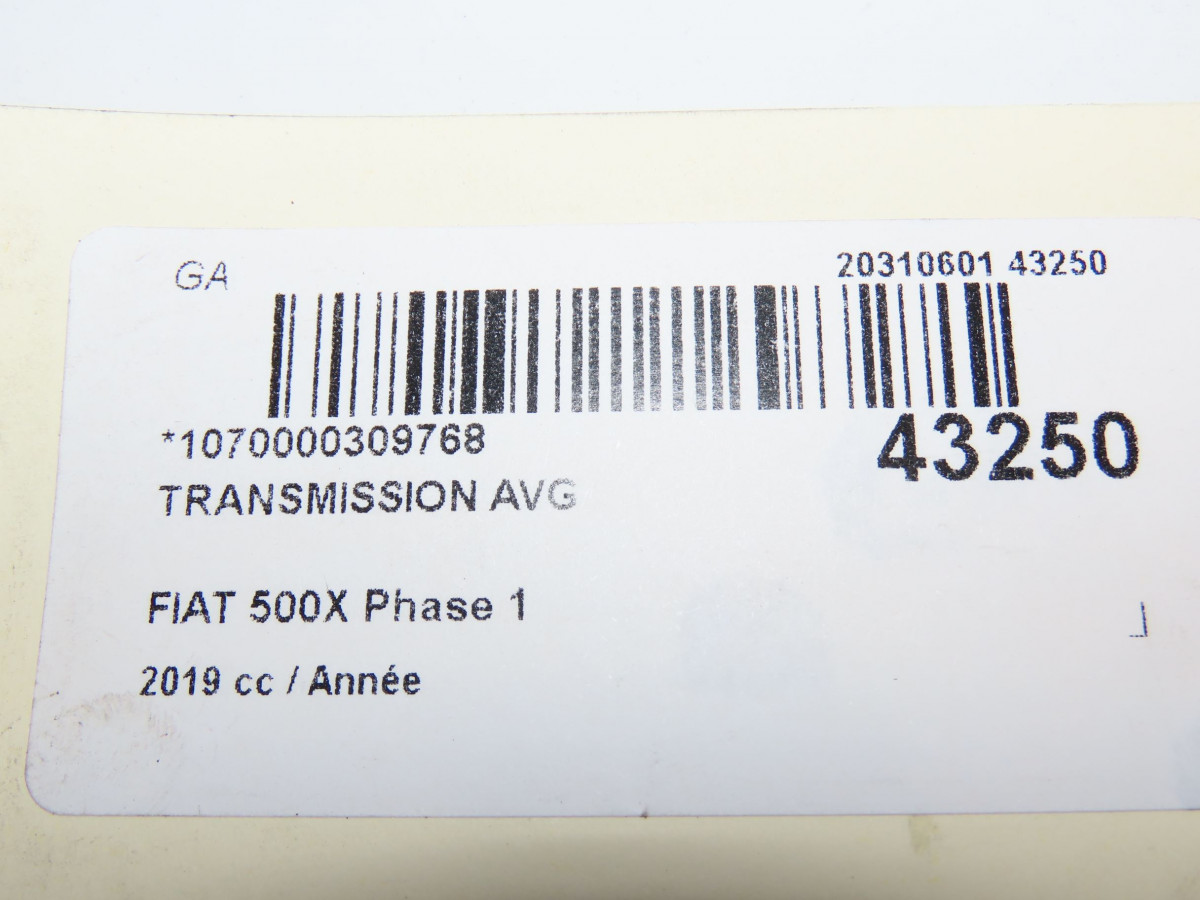 GA
20310601 43250
*1070000309768
43250
TRANSMISSION AVG
FIAT 500X Phase 1
2019 cc / Année